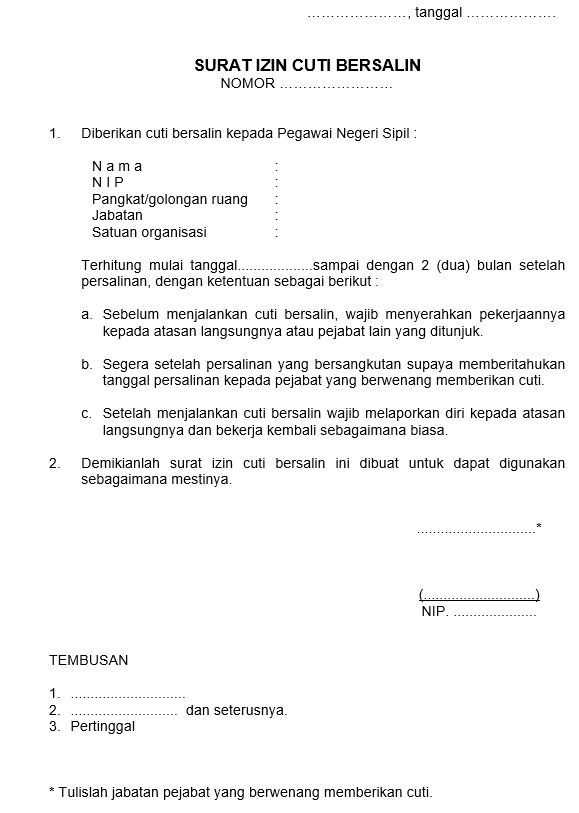 ....................., tanggal ...................
SURAT IZIN CUTI BERSALIN
NOMOR ........................
1. Diberikan cuti bersalin kepada Pegawai Negeri Sipil :
N a m a :
N I P :
Pangkat/golongan ruang :
Jabatan :
Satuan organisasi :
Terhitung mulai tanggal...................sampai dengan 2 (dua) bulan setelah
persalinan, dengan ketentuan sebagai berikut :
a. Sebelum menjalankan cuti bersalin, wajib menyerahkan pekerjaannya
kepada atasan langsungnya atau pejabat lain yang ditunjuk.
b. Segera setelah persalinan yang bersangkutan supaya memberitahukan
tanggal persalinan kepada pejabat yang berwenang memberikan cuti.
c. Setelah menjalankan cuti bersalin wajib melaporkan diri kepada atasan
langsungnya dan bekerja kembali sebagaimana biasa.
2. Demikianlah surat izin cuti bersalin ini dibuat untuk dapat digunakan
sebagaimana mestinya.
..............................*
(............................)
NIP. .....................
TEMBUSAN
1. .............................
2. ........................... dan seterusnya.
3. Pertinggal
* Tulislah jabatan pejabat yang berwenang memberikan cuti.